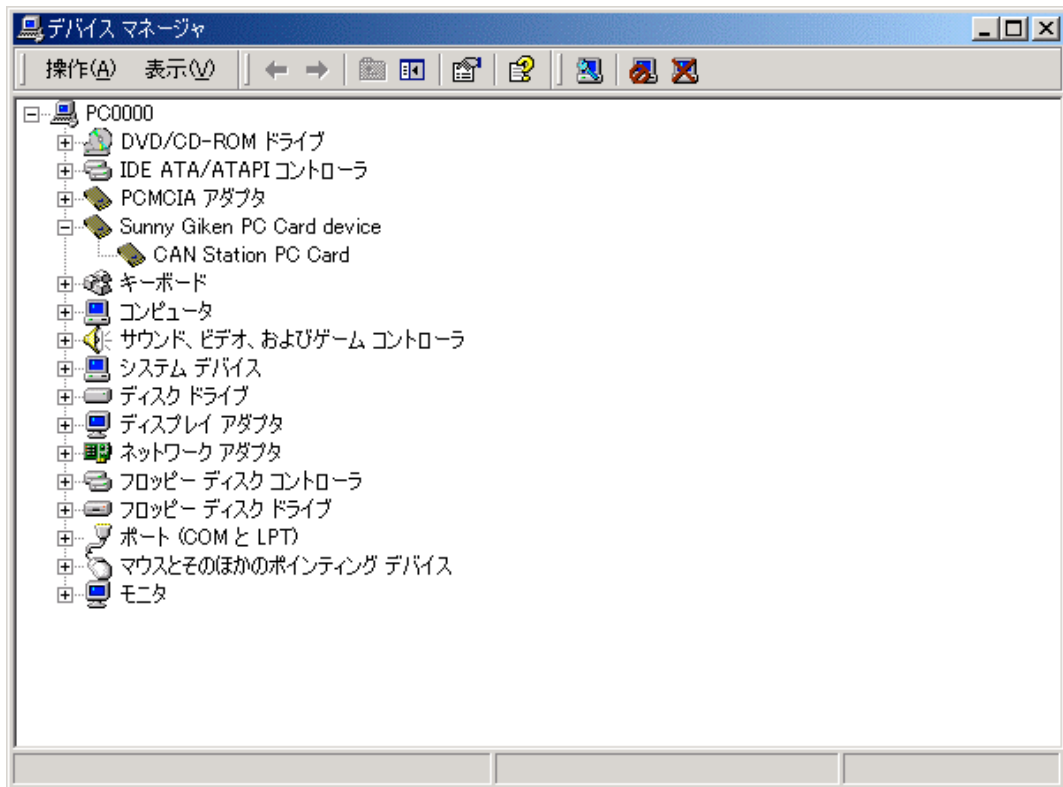 デバイス マネージャ
操作(A) 表示(V)
PC0000
DVD/CD-ROM ドライブ
IDE ATA/ATAPI コントローラ
PCMCIA アダプタ
Sunny Giken PC Card device
CAN Station PC Card
キーボード
コンピュータ
サウンド、ビデオ、およびゲーム コントローラ
システム デバイス
ディスク ドライブ
ディスプレイ アダプタ
ネットワーク アダプタ
フロッピー ディスク コントローラ
フロッピー ディスク ドライブ
ポート (COM と LPT)
マウスとそのほかのポインティング デバイス
モニタ